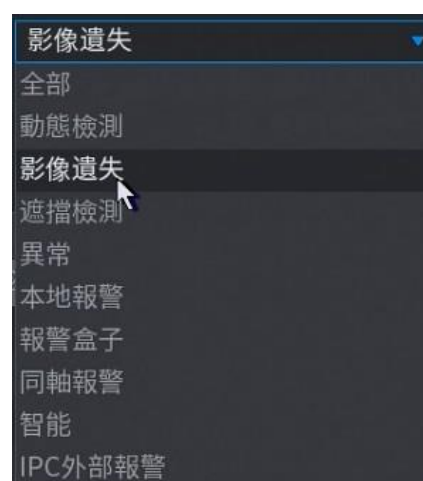 影像遺失
全部
動態檢測
影像遺失
遮擋檢測
異常
本地報警
報警盒子
同軸報警
智能
IPC外部報警